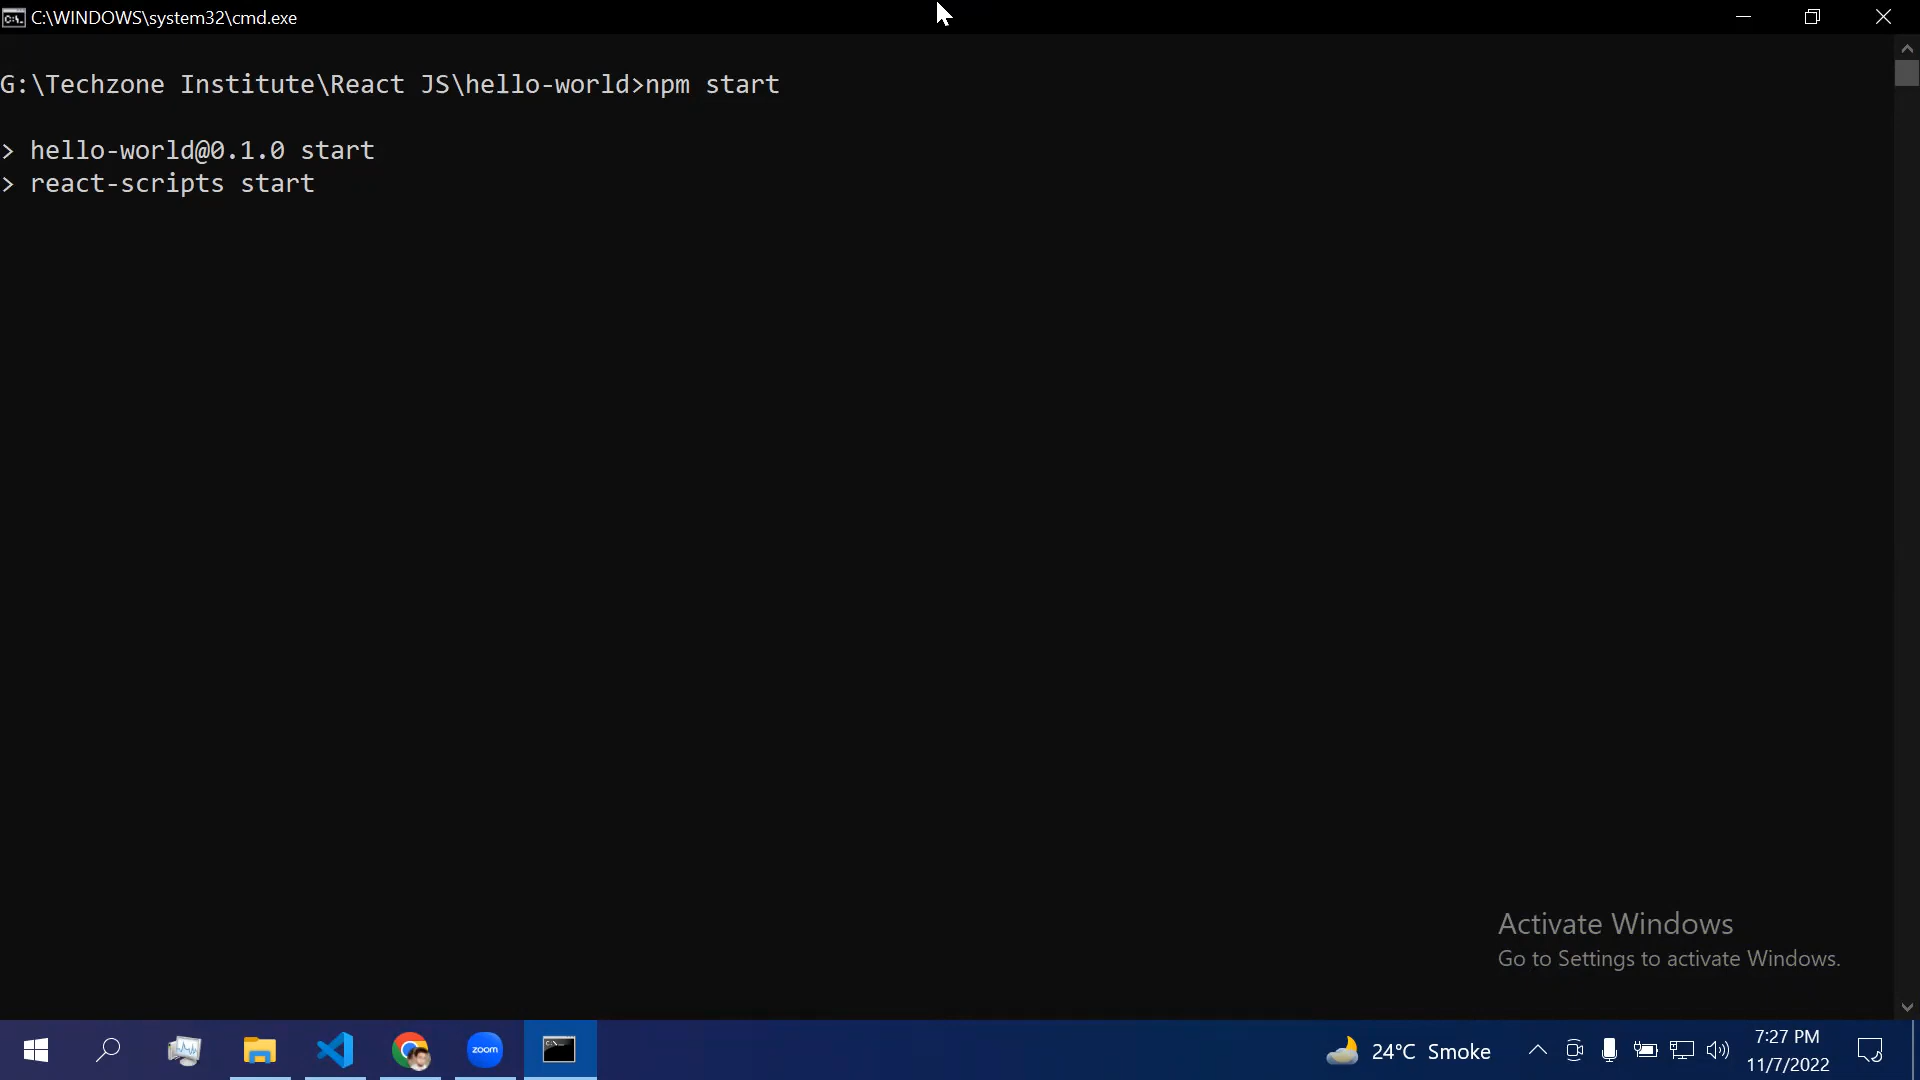 C:\WINDOWS\system32\cmd.exe
G:\Techzone Institute\React JS\hello-world>npm start
> hello-world@0.1.0 start
> react-scripts start
Activate Windows
Go to Settings to activate Windows.
zoom
24°C Smoke
7:27 PM
11/7/2022